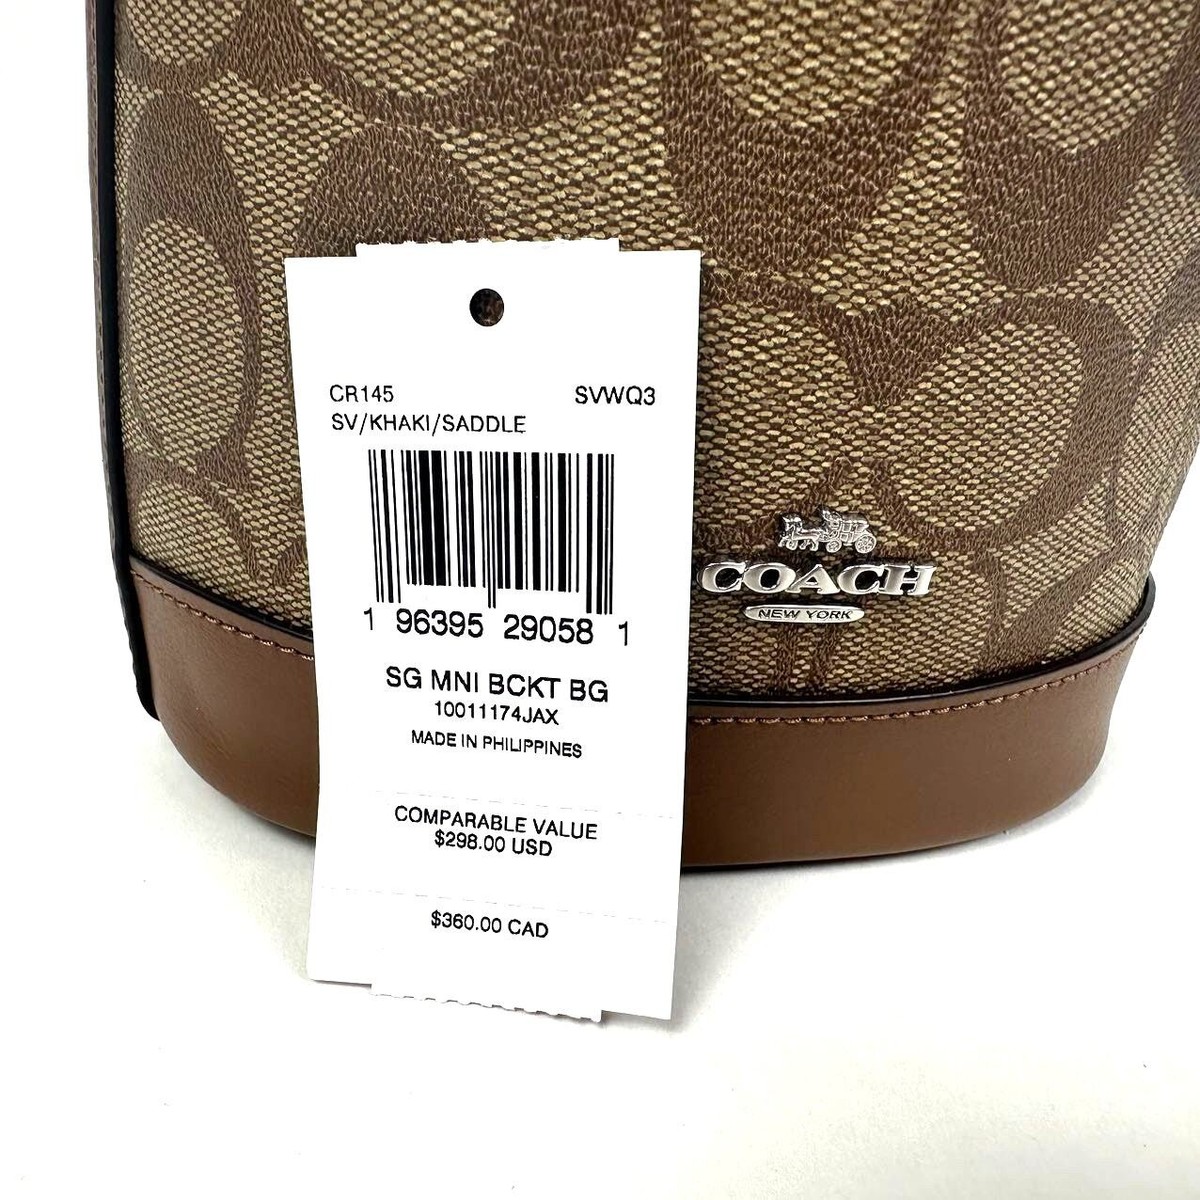 CR145 SVWQ3
SV/KHAKI/SADDLE
1 96395 29058 1
SG MNI BCKT BG
10011174JAX
MADE IN PHILIPPINES
COMPARABLE VALUE
$298.00 USD
$360.00 CAD
COACH
NEW YORK